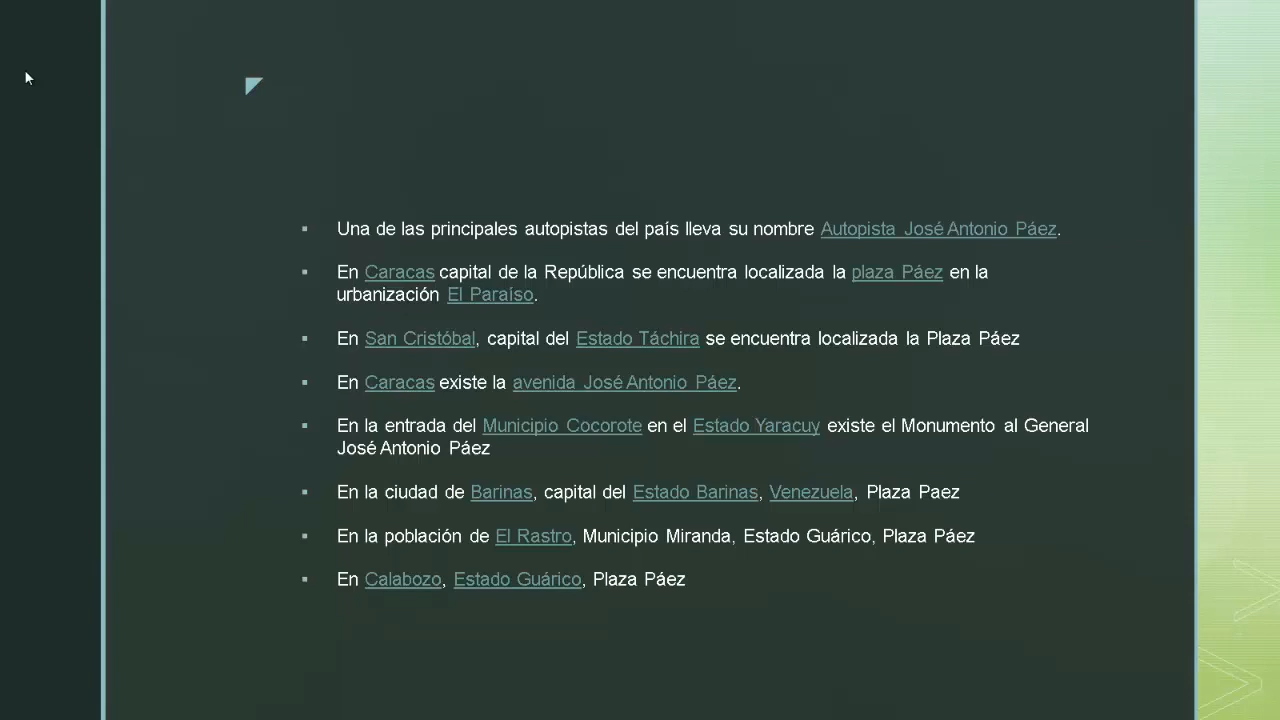 Una de las principales autopistas del país lleva su nombre Autopista José Antonio Páez.
En Caracas capital de la República se encuentra localizada la plaza Páez en la
urbanización El Paraíso.
En San Cristóbal, capital del Estado Táchira se encuentra localizada la Plaza Páez
En Caracas existe la avenida José Antonio Páez.
En la entrada del Municipio Cocorote en el Estado Yaracuy existe el Monumento al General
José Antonio Páez
En la ciudad de Barinas, capital del Estado Barinas, Venezuela, Plaza Paez
En la población de El Rastro, Municipio Miranda, Estado Guárico, Plaza Páez
En Calabozo, Estado Guárico, Plaza Páez